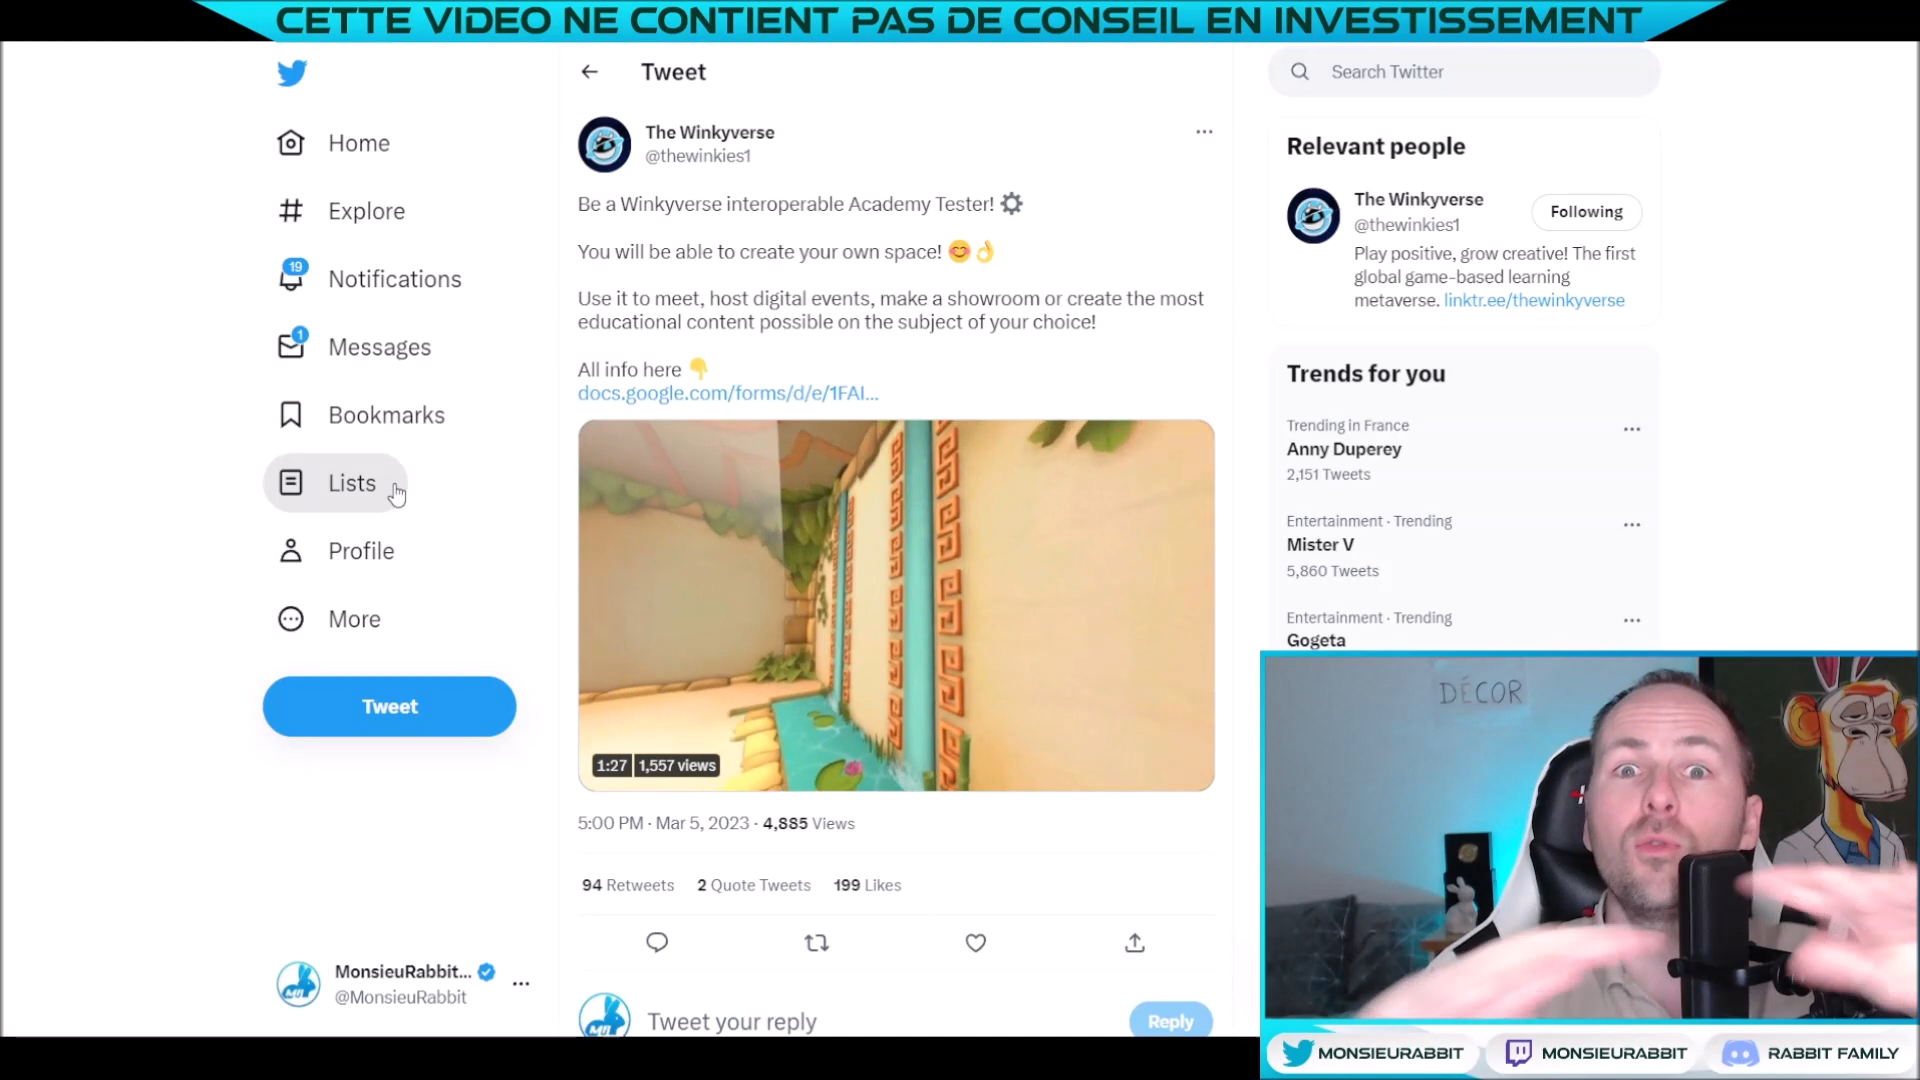 CETTE VIDEO NE CONTIENT PAS DE CONSEIL EN INVESTISSEMENT
Home
Explore
19
Notifications
1
Messages
Bookmarks
Lists
Profile
More
Tweet
MonsieuRabbit...
@MonsieuRabbit
Tweet
The Winkyverse
@thewinkies1
Be a Winkyverse interoperable Academy Tester! ⚙️
You will be able to create your own space! 😊👌
Use it to meet, host digital events, make a showroom or create the most
educational content possible on the subject of your choice!
All info here 👇
docs.google.com/forms/d/e/1FAI...
1:27 1,557 views
5:00 PM · Mar 5, 2023 · 4,885 Views
94 Retweets 2 Quote Tweets 199 Likes
Tweet your reply
Reply
Search Twitter
Relevant people
The Winkyverse
@thewinkies1
Following
Play positive, grow creative! The first
global game-based learning
metaverse. linktr.ee/thewinkyverse
Trends for you
Trending in France
Anny Duperey
2,151 Tweets
Entertainment · Trending
Mister V
5,860 Tweets
Entertainment · Trending
Gogeta
DÉCOR
MONSIEURABBIT
MONSIEURABBIT
RABBIT FAMILY